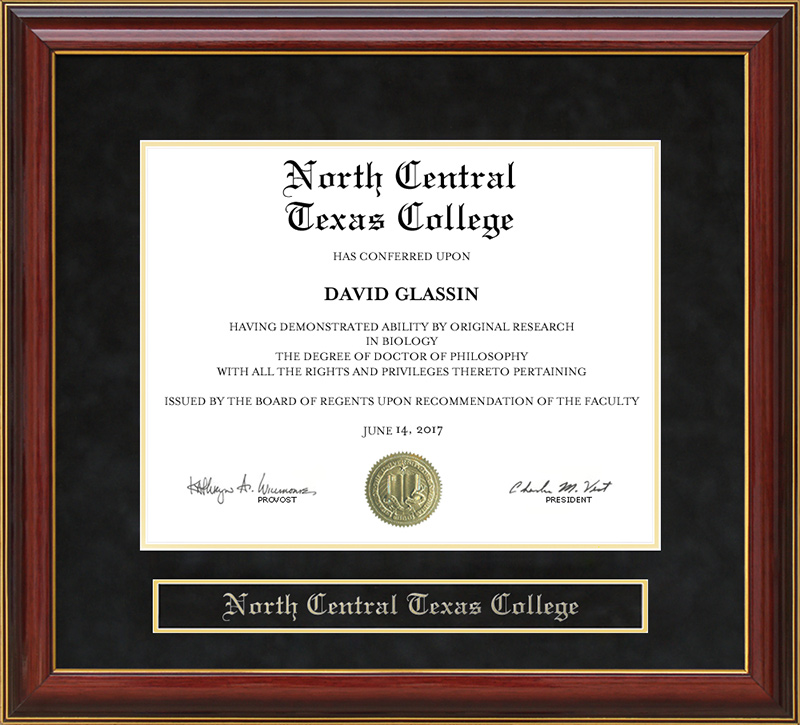 North Central
Texas College
HAS CONFERRED UPON
DAVID GLASSIN
HAVING DEMONSTRATED ABILITY BY ORIGINAL RESEARCH
IN BIOLOGY
THE DEGREE OF DOCTOR OF PHILOSOPHY
WITH ALL THE RIGHTS AND PRIVILEGES THERETO PERTAINING
ISSUED BY THE BOARD OF REGENTS UPON RECOMMENDATION OF THE FACULTY
JUNE 14, 2017
PROVOST
Charles M. Vest
PRESIDENT
North Central Texas College